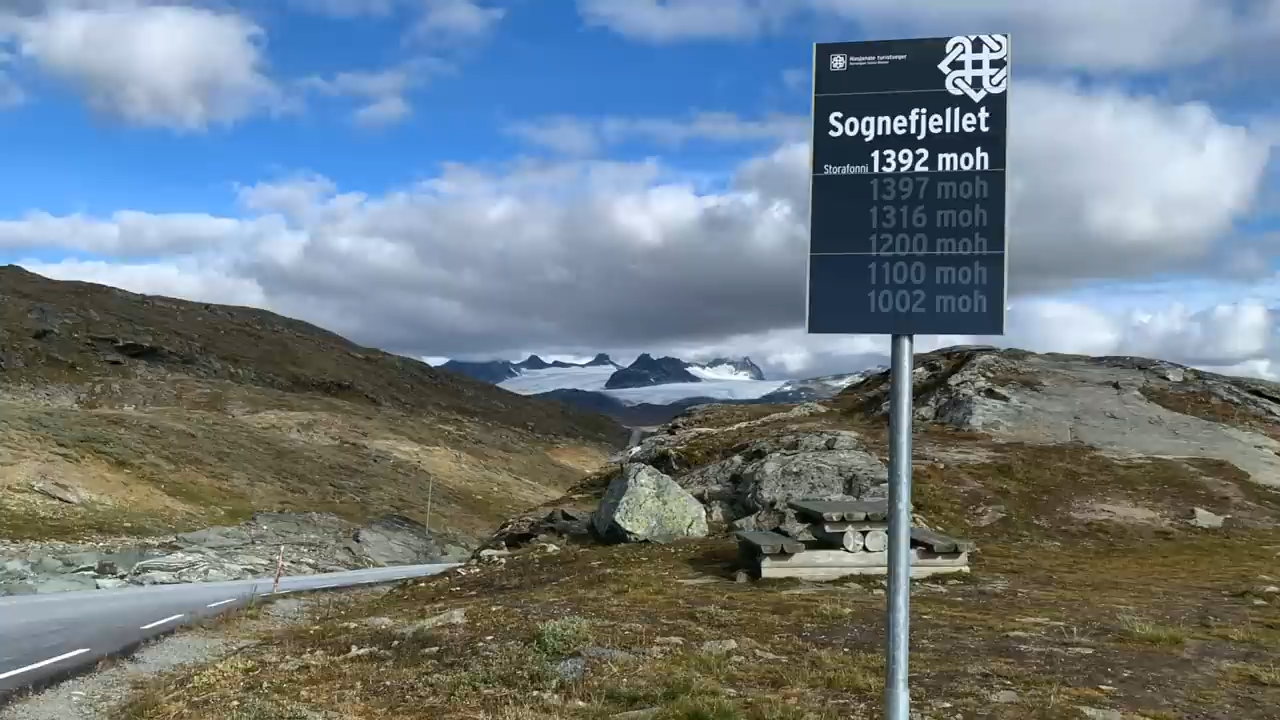 Nasjonale turistveger
Sognefjellet
Storafonni 1392 moh
1397 moh
1316 moh
1200 moh
1100 moh
1002 moh